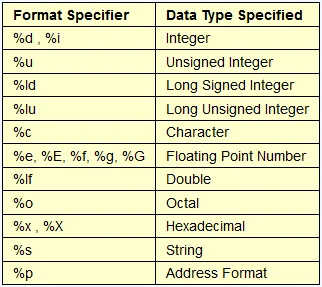 Format Specifier Data Type Specified
%d , %i Integer
%u Unsigned Integer
%ld Long Signed Integer
%lu Long Unsigned Integer
%c Character
%e, %E, %f, %g, %G Floating Point Number
%lf Double
%o Octal
%x , %X Hexadecimal
%s String
%p Address Format